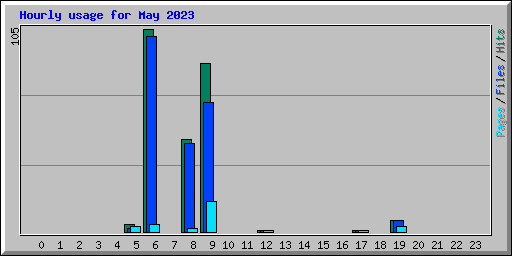 Hourly usage for May 2023
105
Pages/Files/Hits
0 1 2 3 4 5 6 7 8 9 10 11 12 13 14 15 16 17 18 19 20 21 22 23